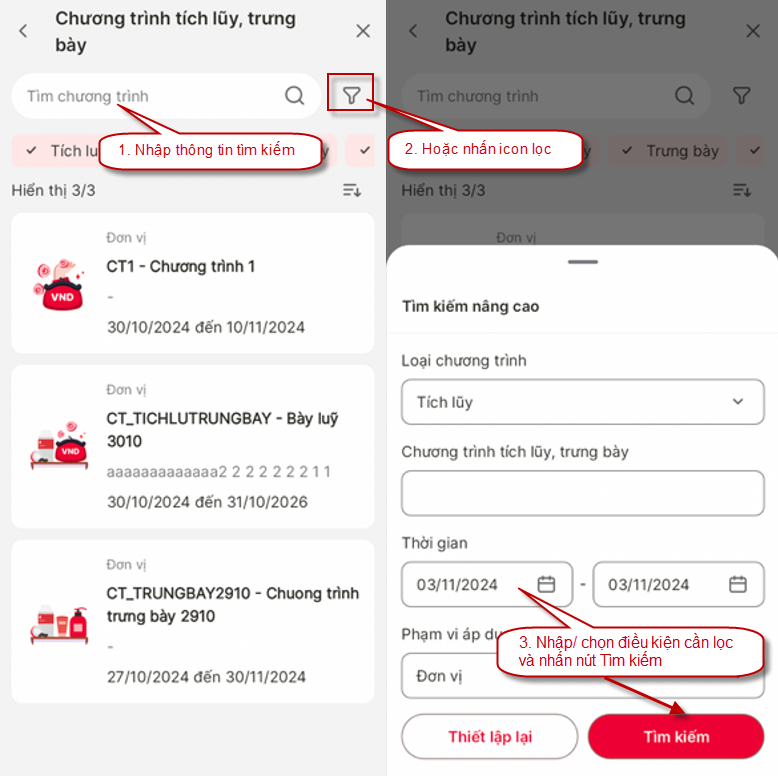 Chương trình tích lũy, trưng
bày
Tìm chương trình
1. Nhập thông tin tìm kiếm
Hiển thị 3/3
Đơn vị
CT1 - Chương trình 1
-
30/10/2024 đến 10/11/2024
Đơn vị
CT_TICHLUTRUNGBAY - Bày luỹ
3010
aaaaaaaaaaaaa2 2 2 2 2 2 2 1 1
30/10/2024 đến 31/10/2026
Đơn vị
CT_TRUNGBAY2910 - Chuong trình
trưng bày 2910
-
27/10/2024 đến 30/11/2024
VND
VND
Chương trình tích lũy, trưng
bày
Tìm chương trình
2. Hoặc nhấn icon lọc
Trưng bày
Hiển thị 3/3
Đơn vị
Tìm kiếm nâng cao
Loại chương trình
Tích lũy
Chương trình tích lũy, trưng bày
Thời gian
03/11/2024 - 03/11/2024
Phạm vi áp
3. Nhập/ chọn điều kiện cần lọc
và nhấn nút Tìm kiếm
Đơn vị
Thiết lập lại
Tìm kiếm